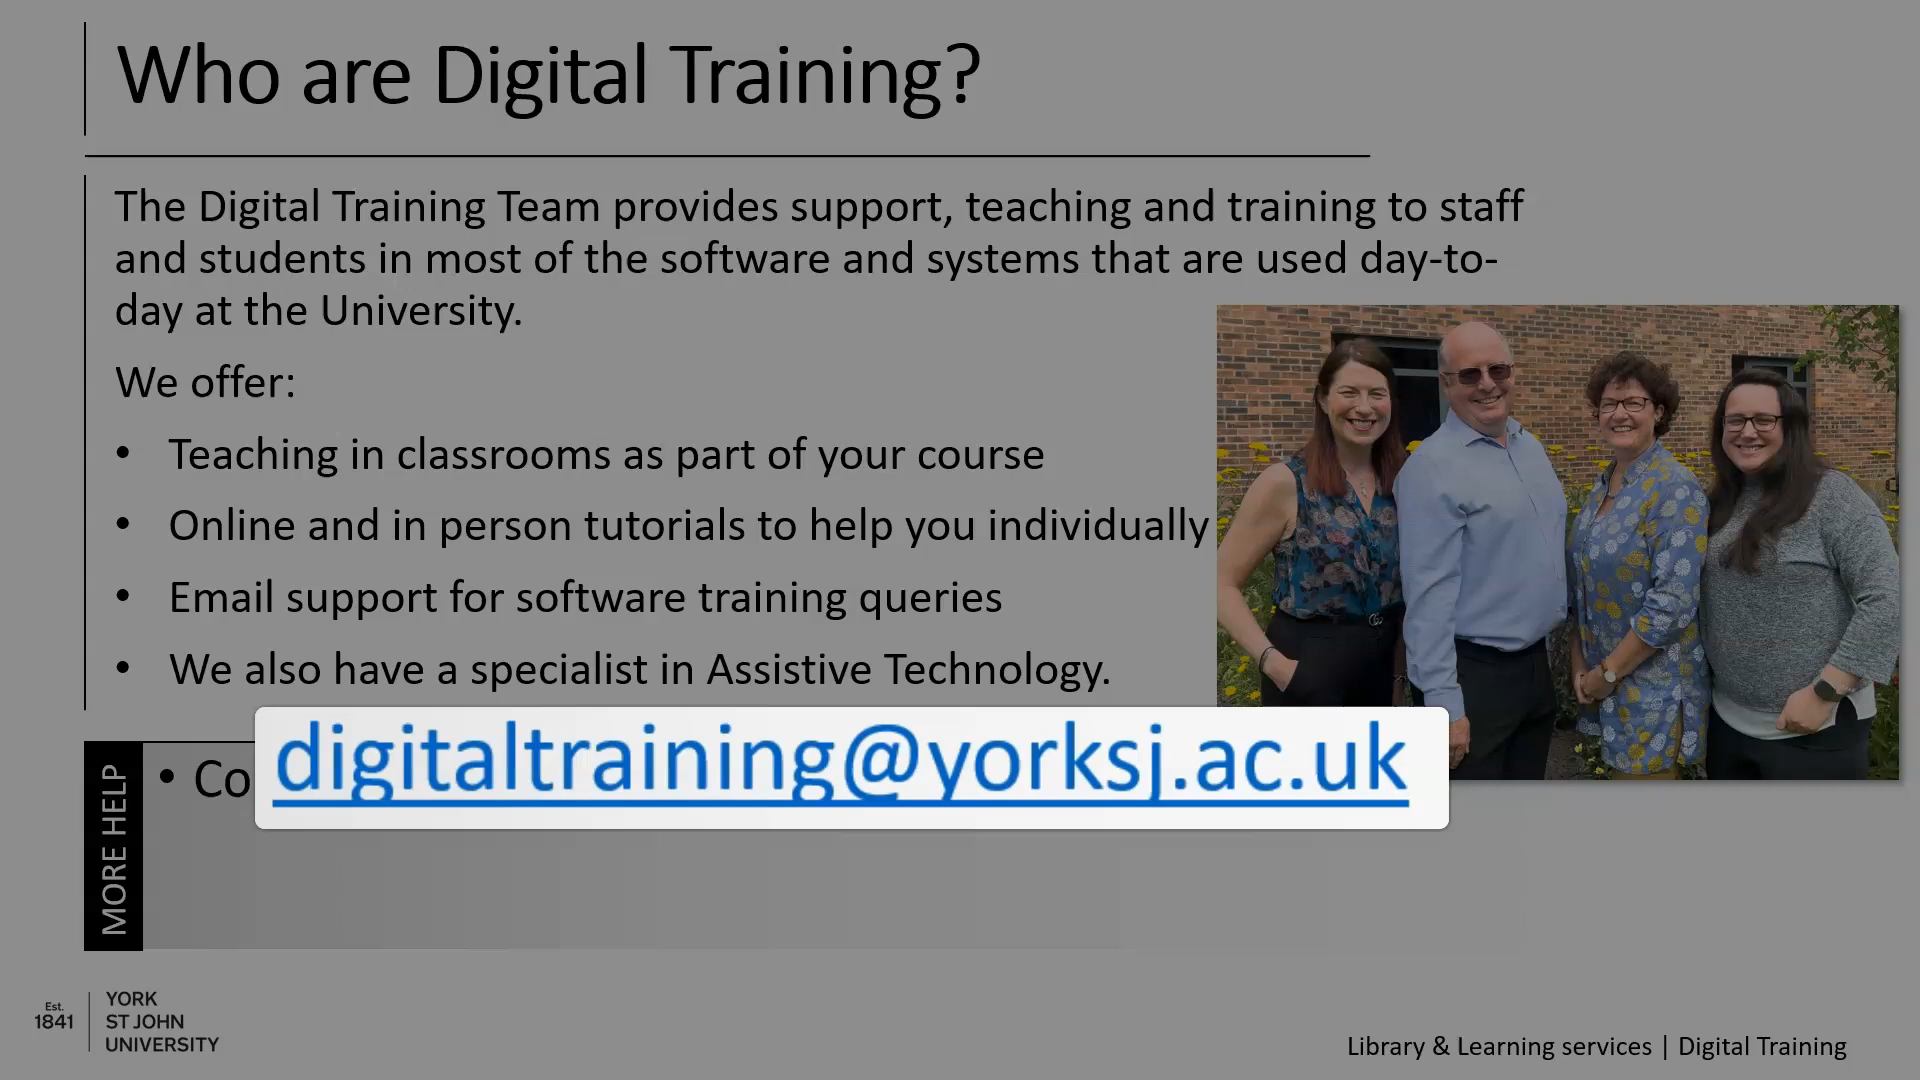 Who are Digital Training?
The Digital Training Team provides support, teaching and training to staff
and students in most of the software and systems that are used day-to-
day at the University.
We offer:
• Teaching in classrooms as part of your course
• Online and in person tutorials to help you individually
• Email support for software training queries
• We also have a specialist in Assistive Technology.
MORE HELP
• Co
digitaltraining@yorksj.ac.uk
Est.
1841
YORK
ST JOHN
UNIVERSITY
Library & Learning services | Digital Training